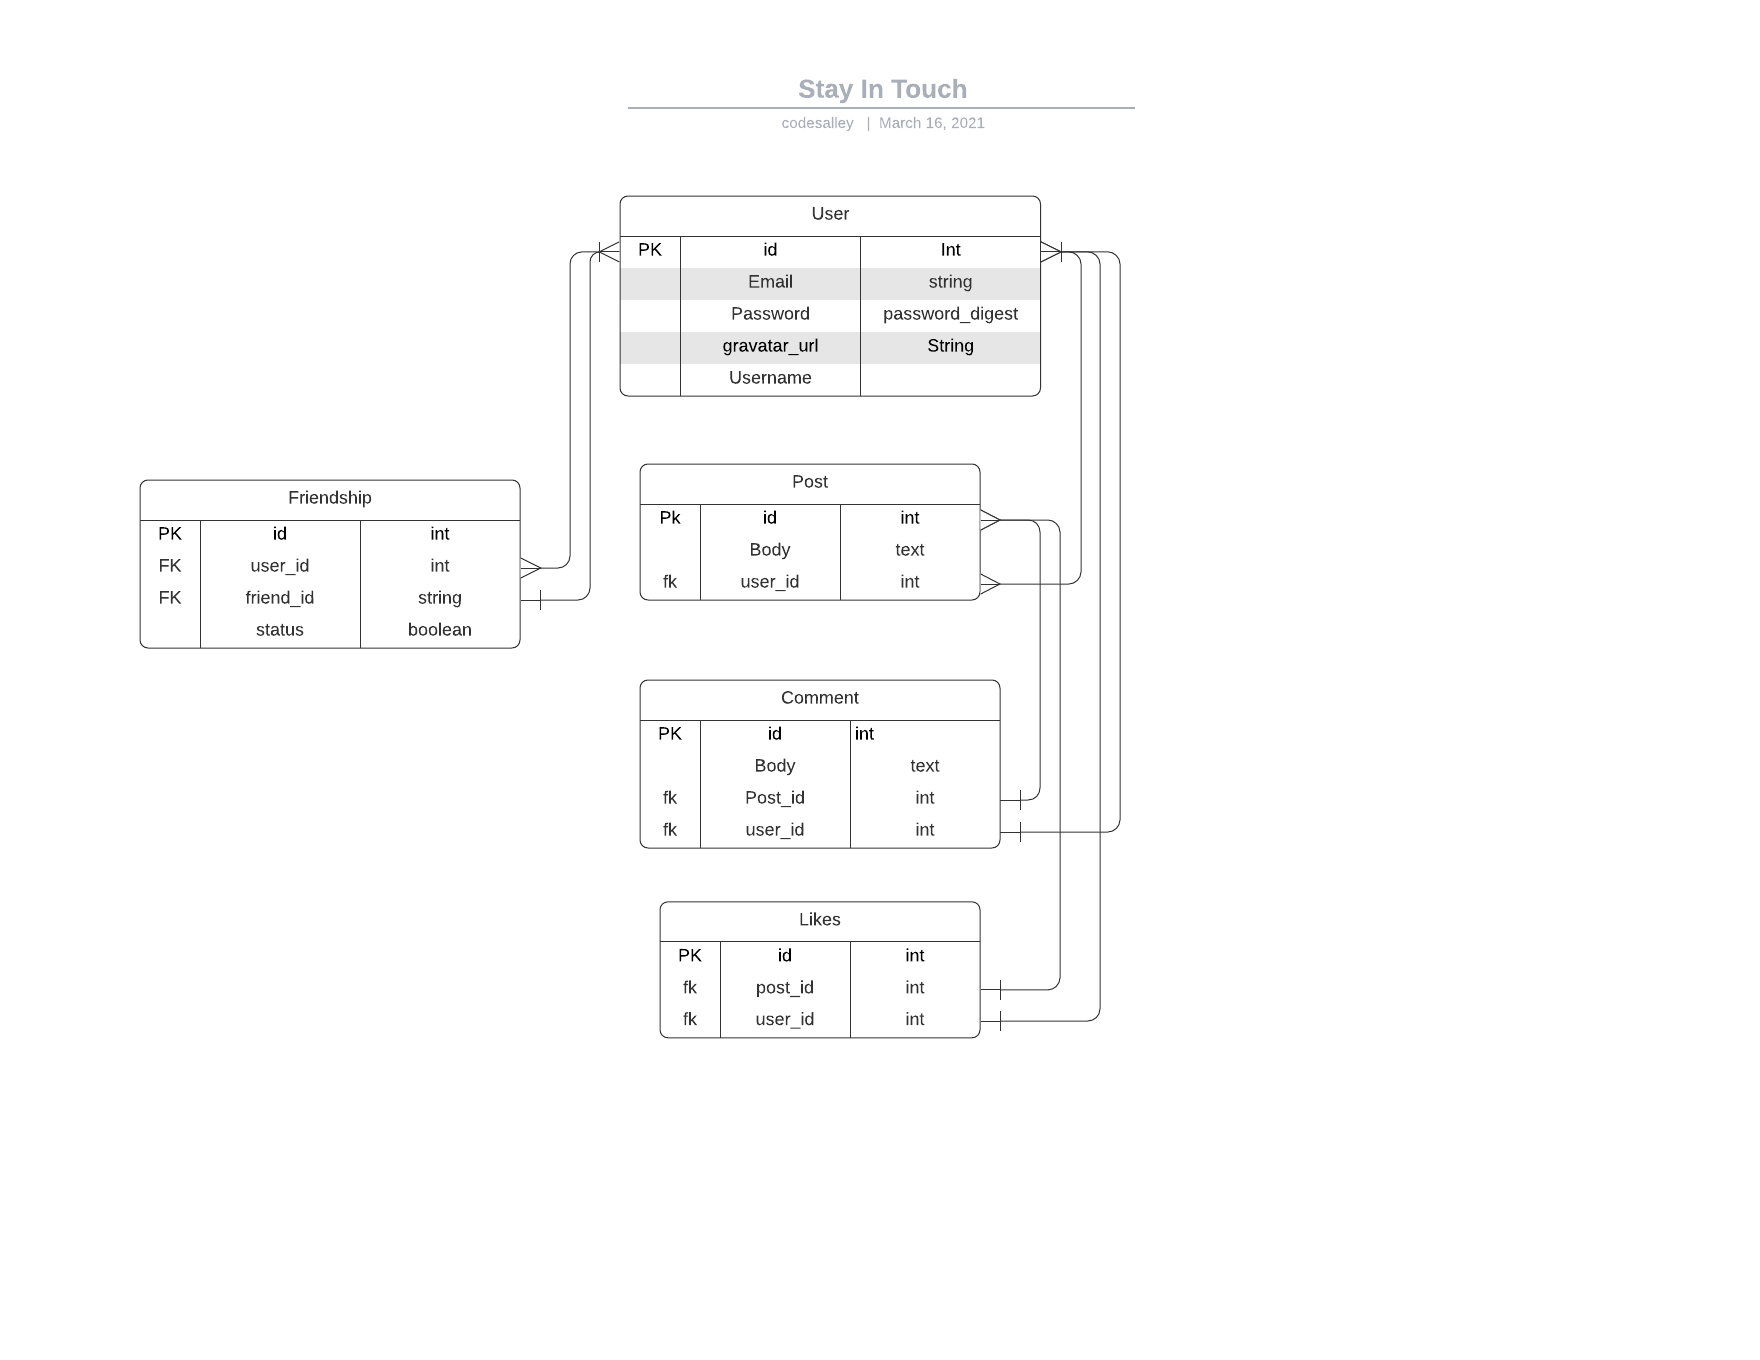 Stay In Touch
codesalley | March 16, 2021
User
PK id Int
Email string
Password password_digest
gravatar_url String
Username
Friendship
PK id int
FK user_id int
FK friend_id string
status boolean
Post
Pk id int
Body text
fk user_id int
Comment
PK id int
Body text
fk Post_id int
fk user_id int
Likes
PK id int
fk post_id int
fk user_id int